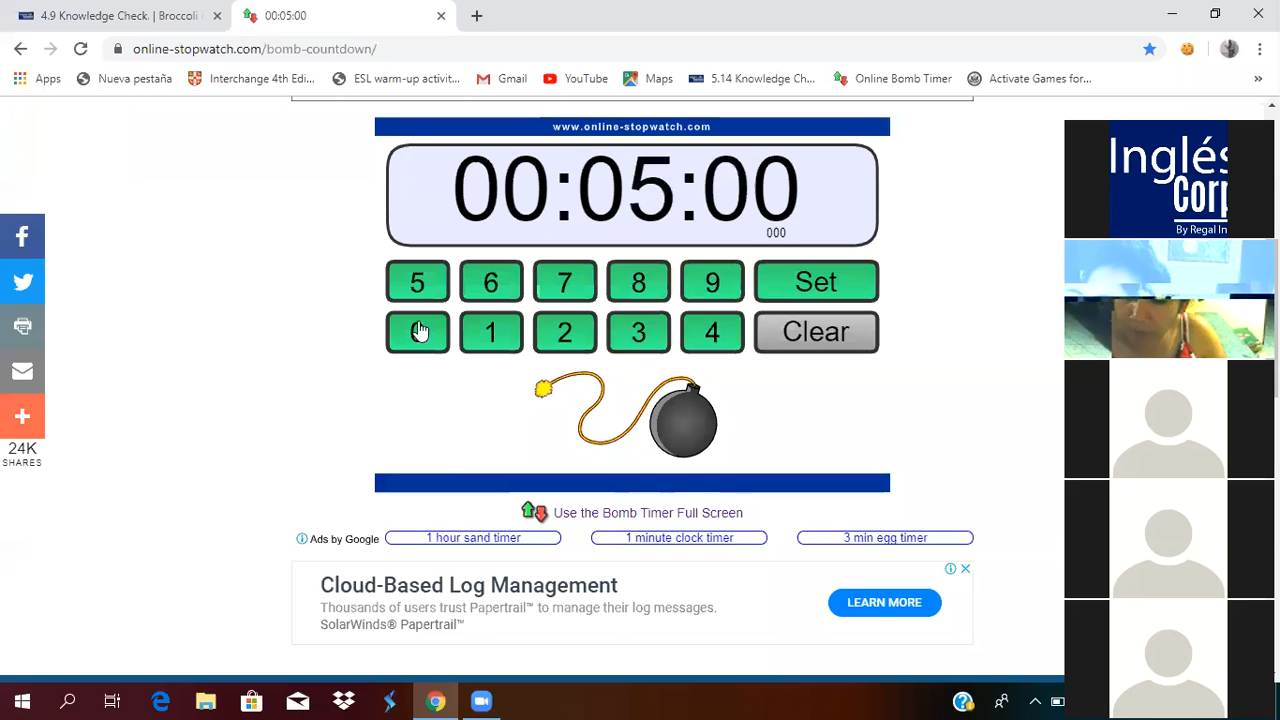 4.9 Knowledge Check. | Broccoli
00:05:00
online-stopwatch.com/bomb-countdown/
Apps
Nueva pestaña
Interchange 4th Edi...
ESL warm-up activit...
Gmail
YouTube
Maps
5.14 Knowledge Ch...
Online Bomb Timer
Activate Games for...
»
www.online-stopwatch.com
00:05:00
000
5 6 7 8 9 Set
1 2 3 4 Clear
Use the Bomb Timer Full Screen
Ads by Google
1 hour sand timer
1 minute clock timer
3 min egg timer
Cloud-Based Log Management
Thousands of users trust Papertrail™ to manage their log messages.
SolarWinds® Papertrail™
LEARN MORE
24K
SHARES
Inglés
Corp
By Regal In